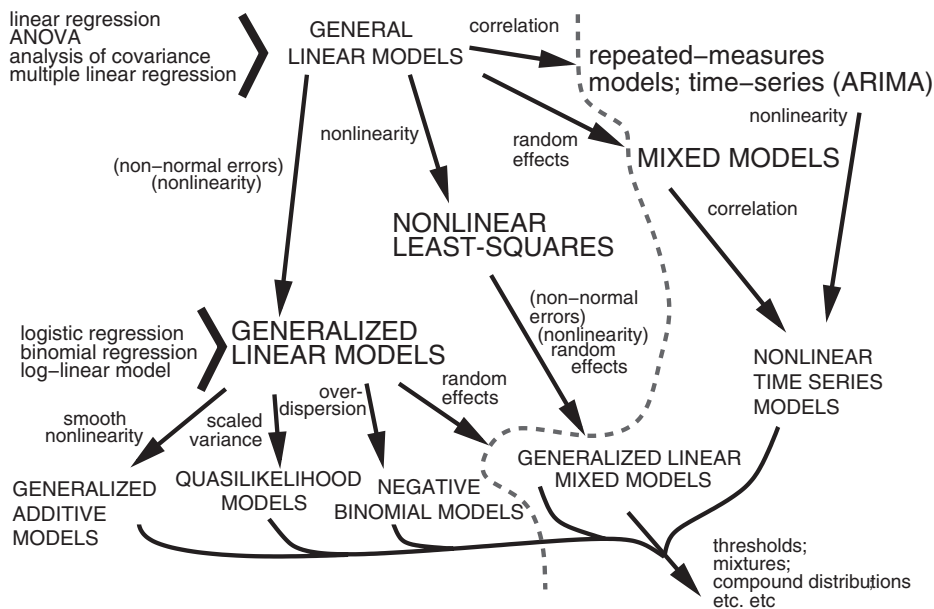 linear regression
ANOVA
analysis of covariance
multiple linear regression
GENERAL
LINEAR MODELS
correlation
repeated−measures
models; time−series (ARIMA)
nonlinearity
random
effects
MIXED MODELS
nonlinearity
(non−normal errors)
(nonlinearity)
correlation
NONLINEAR
LEAST-SQUARES
(non−normal
errors)
(nonlinearity)
random
effects
logistic regression
binomial regression
log−linear model
GENERALIZED
LINEAR MODELS
NONLINEAR
TIME SERIES
MODELS
smooth
nonlinearity
scaled
variance
over-
dispersion
random
effects
GENERALIZED
ADDITIVE
MODELS
QUASILIKELIHOOD
MODELS
NEGATIVE
BINOMIAL MODELS
GENERALIZED LINEAR
MIXED MODELS
thresholds;
mixtures;
compound distributions;
etc. etc